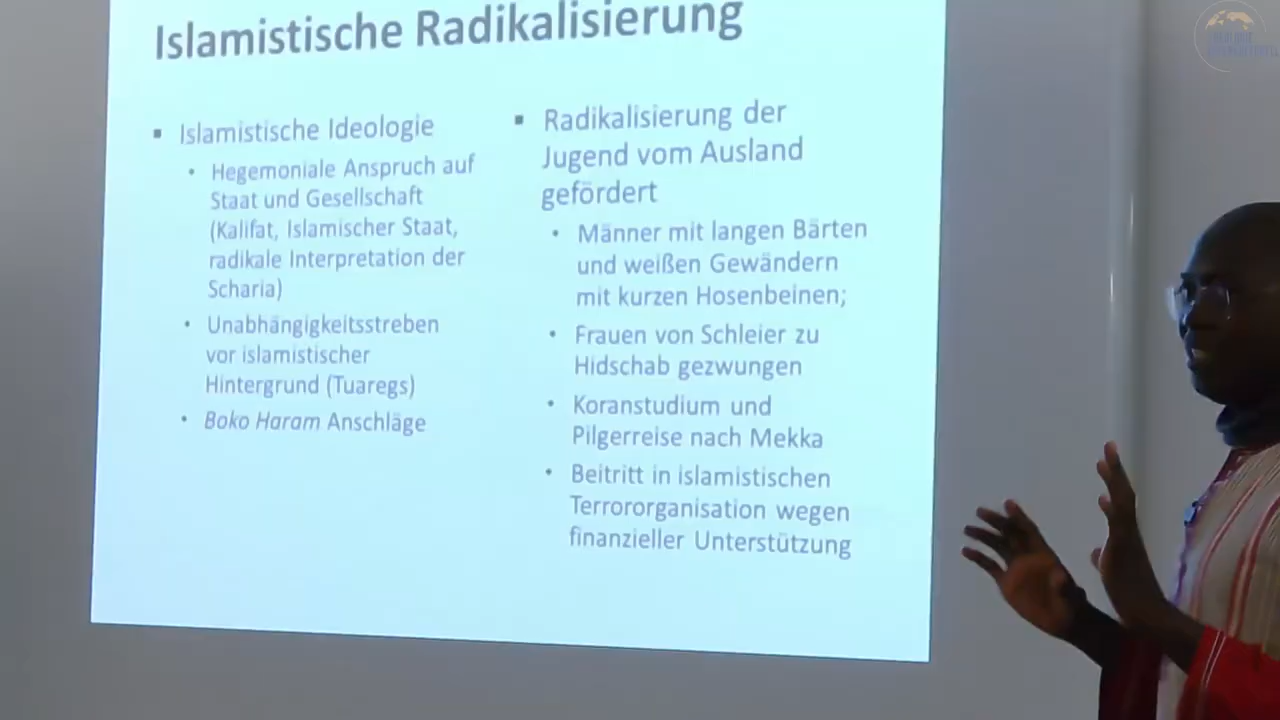 Islamistische Radikalisierung
▪ Islamistische Ideologie
• Hegemoniale Anspruch auf
Staat und Gesellschaft
(Kalifat, Islamischer Staat,
radikale Interpretation der
Scharia)
• Unabhängigkeitsstreben
vor islamistischer
Hintergrund (Tuaregs)
• Boko Haram Anschläge
▪ Radikalisierung der
Jugend vom Ausland
gefördert
• Männer mit langen Bärten
und weißen Gewändern
mit kurzen Hosenbeinen;
• Frauen von Schleier zu
Hidschab gezwungen
• Koranstudium und
Pilgerreise nach Mekka
• Beitritt in islamistischen
Terrororganisation wegen
finanzieller Unterstützung